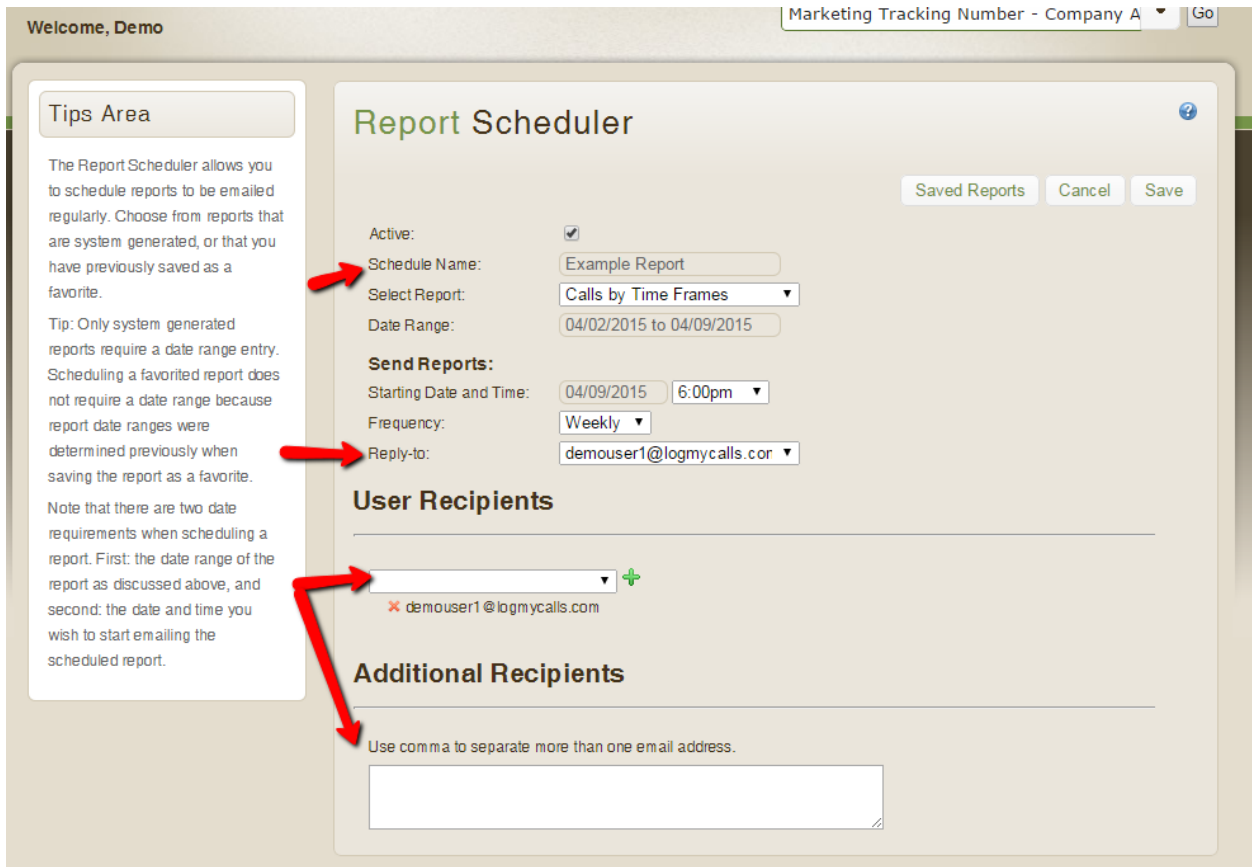 Welcome, Demo
Marketing Tracking Number - Company A
Go
Tips Area
The Report Scheduler allows you
to schedule reports to be emailed
regularly. Choose from reports that
are system generated, or that you
have previously saved as a
favorite.
Tip: Only system generated
reports require a date range entry.
Scheduling a favorited report does
not require a date range because
report date ranges were
determined previously when
saving the report as a favorite.
Note that there are two date
requirements when scheduling a
report. First: the date range of the
report as discussed above, and
second: the date and time you
wish to start emailing the
scheduled report.
Report Scheduler
?
Saved Reports Cancel Save
Active:
Schedule Name: Example Report
Select Report: Calls by Time Frames
Date Range: 04/02/2015 to 04/09/2015
Send Reports:
Starting Date and Time: 04/09/2015 6:00pm
Frequency: Weekly
Reply-to: demouser1@logmycalls.cor
User Recipients
demouser1@logmycalls.com
Additional Recipients
Use comma to separate more than one email address.